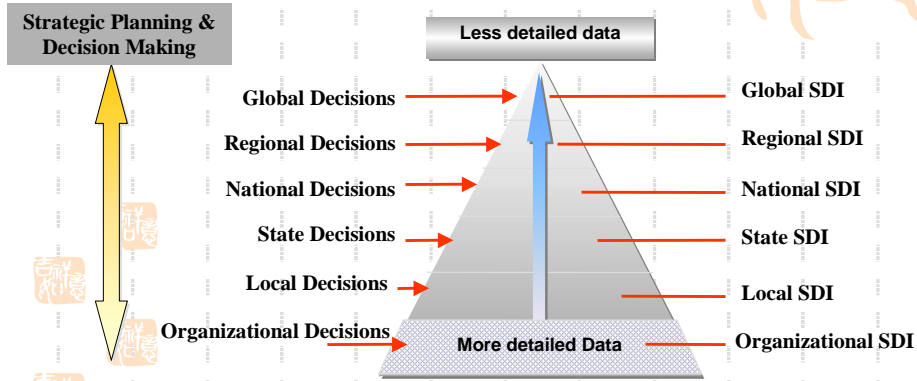 Strategic Planning &
Decision Making
Less detailed data
Global Decisions
Global SDI
Regional Decisions
Regional SDI
National Decisions
National SDI
State Decisions
State SDI
Local Decisions
Local SDI
Organizational Decisions
More detailed Data
Organizational SDI